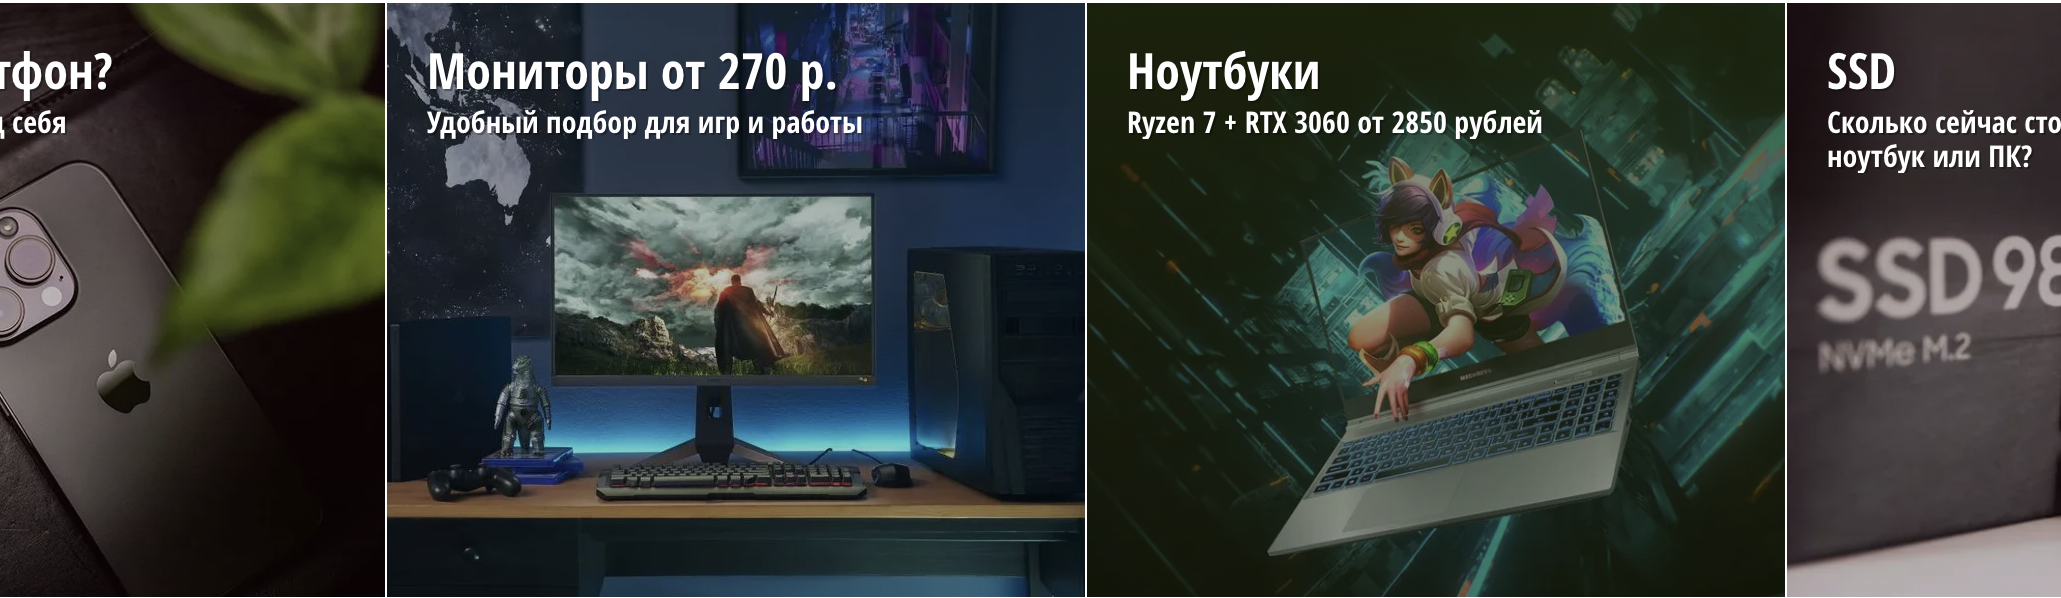 тфон?
себя
Мониторы от 270 р.
Удобный подбор для игр и работы
Ноутбуки
Ryzen 7 + RTX 3060 от 2850 рублей
SSD
Сколько сейчас сто
ноутбук или ПК?
SSD 98
NVMe M.2